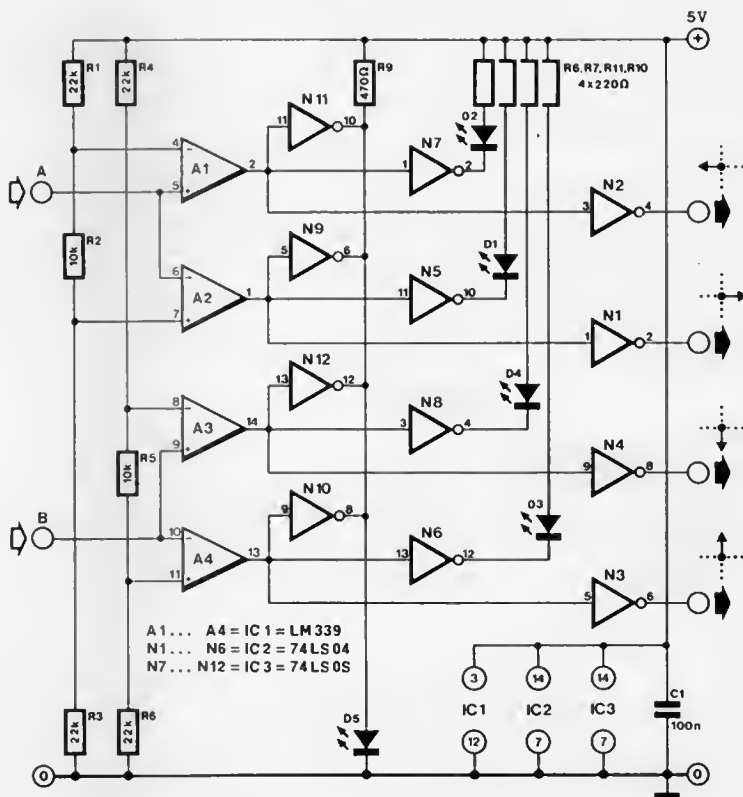 5V
+
R1
22k
R4
22k
R9
470Ω
R6, R7, R11, R10
4x220Ω
N11
11
10
D2
4
A1
2
5
A
N7
1
2
N2
3
4
R2
10k
N9
5
6
D1
6
A2
1
7
N5
11
10
N1
1
2
N12
13
12
D4
8
A3
14
9
N8
3
4
R5
10k
N4
9
8
N10
9
8
D3
B
10
A4
13
11
N6
13
12
N3
5
6
A1 . . . A4 = IC1 = LM339
N1 . . . N6 = IC2 = 74LS04
N7 . . . N12 = IC3 = 74LS05
3
14
14
IC1
IC2
IC3
C1
100n
12
7
7
R3
22k
R6
22k
D5
0
0